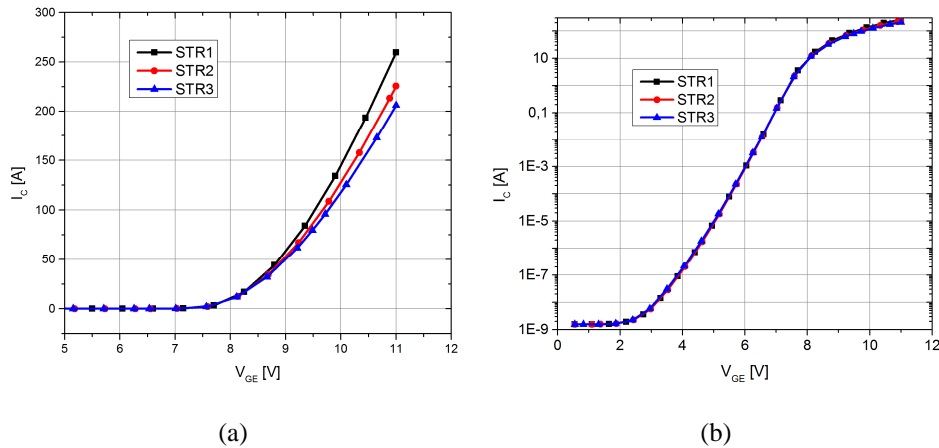 300
250
200
150
100
50
0
I_C [A]
STR1
STR2
STR3
5 6 7 8 9 10 11 12
V_GE [V]
(a)
10
0,1
1E-3
1E-5
1E-7
1E-9
I_C [A]
STR1
STR2
STR3
0 2 4 6 8 10 12
V_GE [V]
(b)